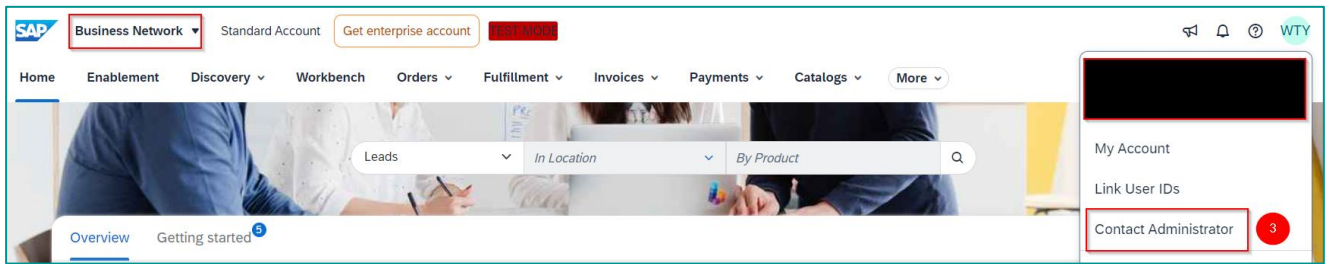 SAP Business Network ▼ Standard Account Get enterprise account TEST MODE WTY
Home Enablement Discovery Workbench Orders Fulfillment Invoices Payments Catalogs More
Leads In Location By Product
My Account
Link User IDs
Contact Administrator 3
Overview Getting started 5